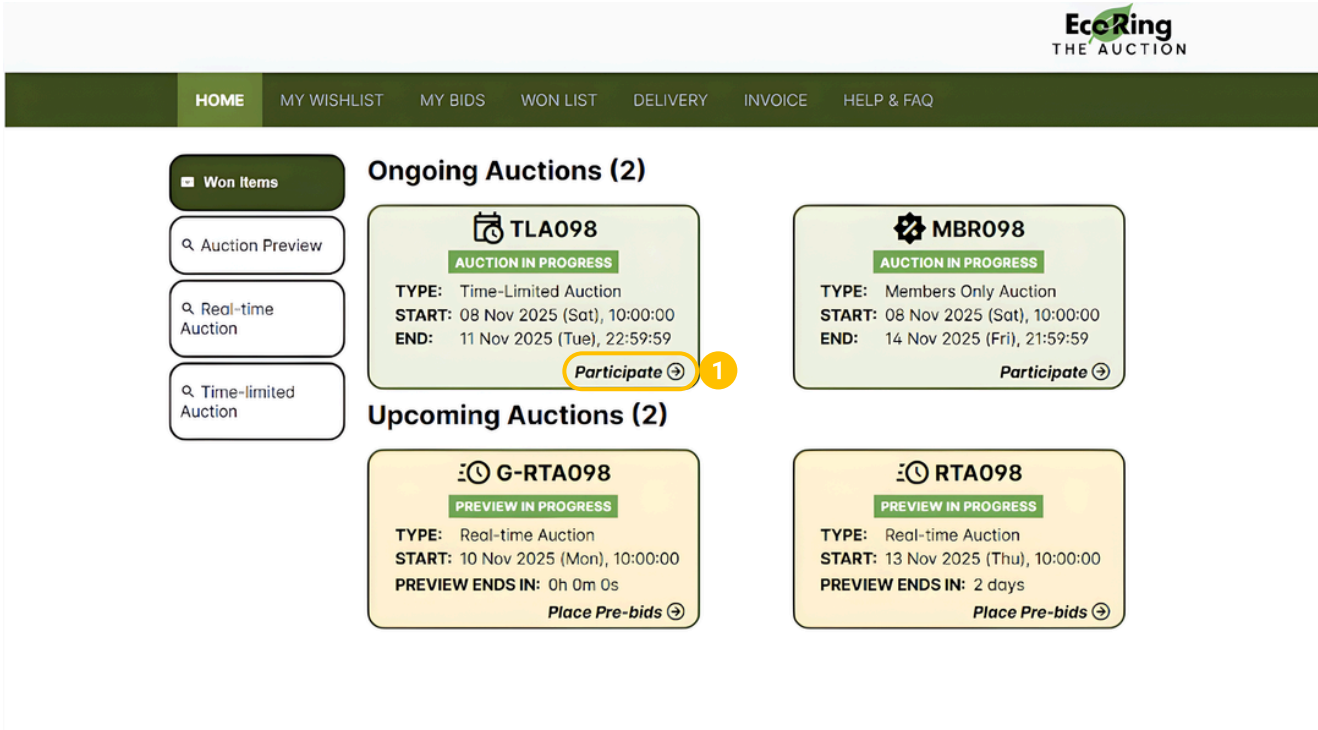 EcoRing
THE AUCTION
HOME MY WISHLIST MY BIDS WON LIST DELIVERY INVOICE HELP & FAQ
Won Items
Auction Preview
Real-time
Auction
Time-limited
Auction
Ongoing Auctions (2)
TLA098
AUCTION IN PROGRESS
TYPE: Time-Limited Auction
START: 08 Nov 2025 (Sat), 10:00:00
END: 11 Nov 2025 (Tue), 22:59:59
Participate
1
MBR098
AUCTION IN PROGRESS
TYPE: Members Only Auction
START: 08 Nov 2025 (Sat), 10:00:00
END: 14 Nov 2025 (Fri), 21:59:59
Participate
Upcoming Auctions (2)
G-RTA098
PREVIEW IN PROGRESS
TYPE: Real-time Auction
START: 10 Nov 2025 (Mon), 10:00:00
PREVIEW ENDS IN: 0h 0m 0s
Place Pre-bids
RTA098
PREVIEW IN PROGRESS
TYPE: Real-time Auction
START: 13 Nov 2025 (Thu), 10:00:00
PREVIEW ENDS IN: 2 days
Place Pre-bids